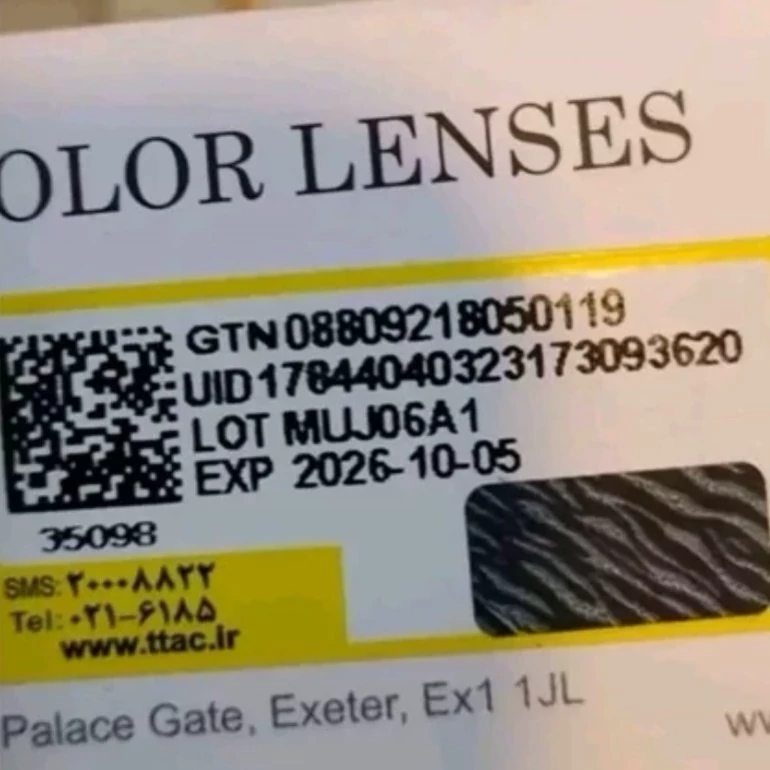 OLOR LENSES
GTN 08809218050119
UID 17844040323173093620
LOT MUJ06A1
EXP 2026-10-05
35098
SMS: ۲۰۰۰۸۸۲۲
Tel: ۰۲۱-۶۱۸۵
www.ttac.ir
Palace Gate, Exeter, Ex1 1JL